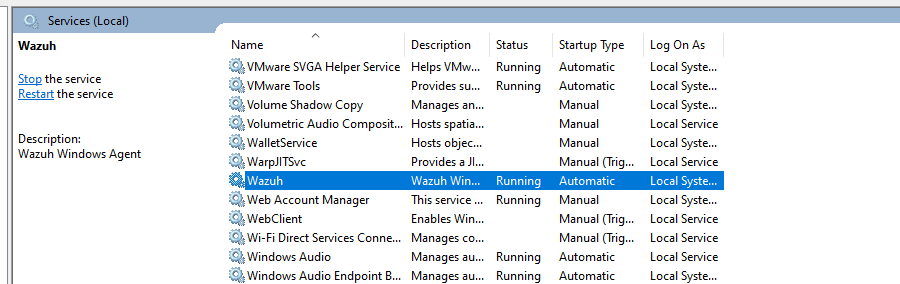 Services (Local)
Wazuh
Stop the service
Restart the service
Description:
Wazuh Windows Agent
Name Description Status Startup Type Log On As
VMware SVGA Helper Service Helps VMw... Running Automatic Local Syste...
VMware Tools Provides su... Running Automatic Local Syste...
Volume Shadow Copy Manages an... Manual Local Syste...
Volumetric Audio Composit... Hosts spatia... Manual Local Service
WalletService Hosts objec... Manual Local Syste...
WarpJITSvc Provides a JI... Manual (Trig... Local Service
Wazuh Wazuh Win... Running Automatic Local Syste...
Web Account Manager This service ... Running Manual Local Syste...
WebClient Enables Win... Manual (Trig... Local Service
Wi-Fi Direct Services Conne... Manages co... Manual (Trig... Local Service
Windows Audio Manages au... Running Automatic Local Service
Windows Audio Endpoint B... Manages au... Running Automatic Local Syste...